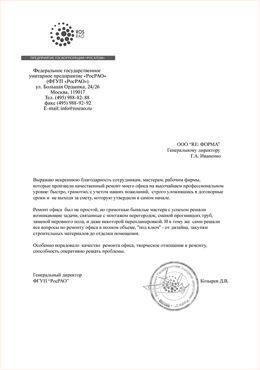 ROS
РАО
ПРЕДПРИЯТИЕ ГОСКОРПОРАЦИИ «РОСАТОМ»
Федеральное государственное
унитарное предприятие «РосРАО»
(ФГУП «РосРАО»)
ул. Большая Ордынка, 24/26
Москва, 119017
Тел. (495) 988-82-88
факс (495) 988-92-92
E-mail: info@rosrao.ru
ООО "RE: ФОРМА"
Генеральному директору
Г.А. Иваненко
Выражаю искреннюю благодарность сотрудникам, мастерам, рабочим фирмы,
которые произвели качественный ремонт моего офиса на высочайшем профессиональном
уровне: быстро, грамотно, с учетом наших пожеланий, строго уложившись в договорные
сроки и не выходя за смету, которую утвердили в самом начале.
Ремонт офиса был не простой, но грамотные бывалые мастера с успехом решали
возникающие задачи, связанные с монтажом перегородок, сменой прогнивших труб,
заменой неровного пола, и даже некоторой перепланировкой. И к тому же сами решали
все вопросы по ремонту офиса в полном объеме, "под ключ" - от дизайна, закупки
строительных материалов до отделки помещения.
Особенно порадовало качество ремонта офиса, творческое отношение к ремонту,
способность оперативно решать проблемы.
Генеральный директор
ФГУП "РосРАО"
Козырев Д.В.